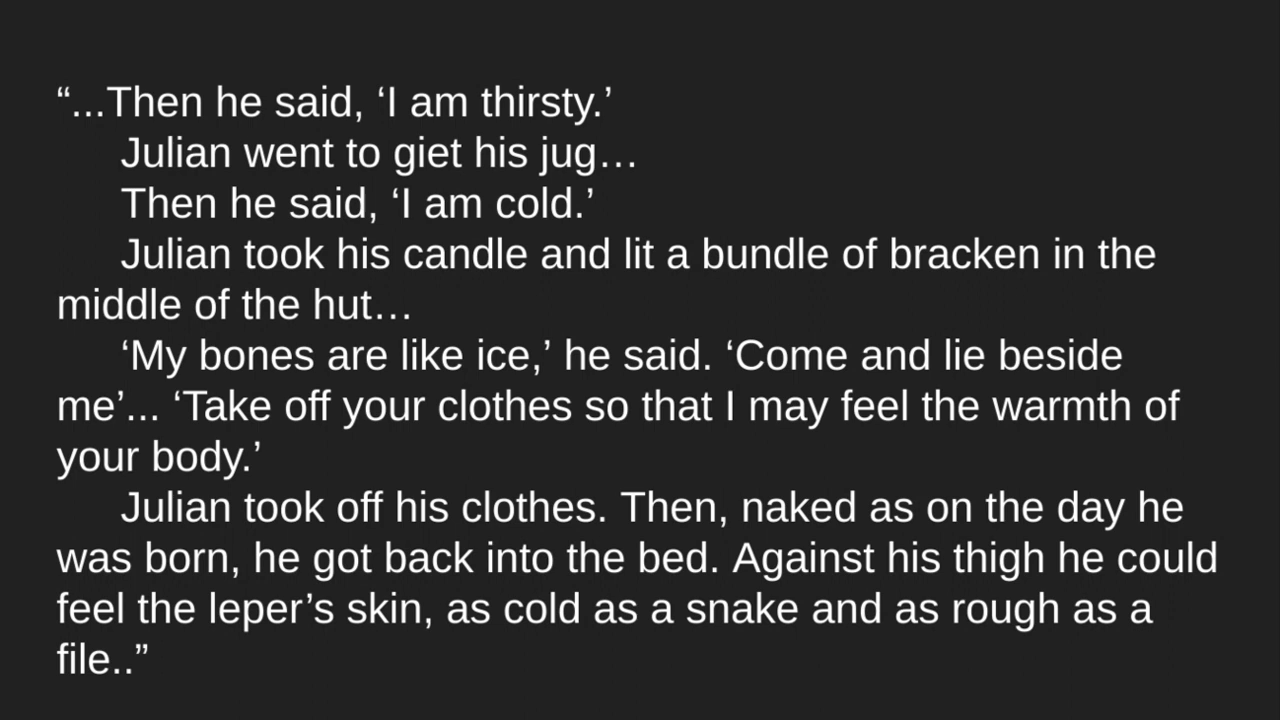 “...Then he said, ‘I am thirsty.’
Julian went to giet his jug…
Then he said, ‘I am cold.’
Julian took his candle and lit a bundle of bracken in the
middle of the hut…
‘My bones are like ice,’ he said. ‘Come and lie beside
me’... ‘Take off your clothes so that I may feel the warmth of
your body.’
Julian took off his clothes. Then, naked as on the day he
was born, he got back into the bed. Against his thigh he could
feel the leper’s skin, as cold as a snake and as rough as a
file..”